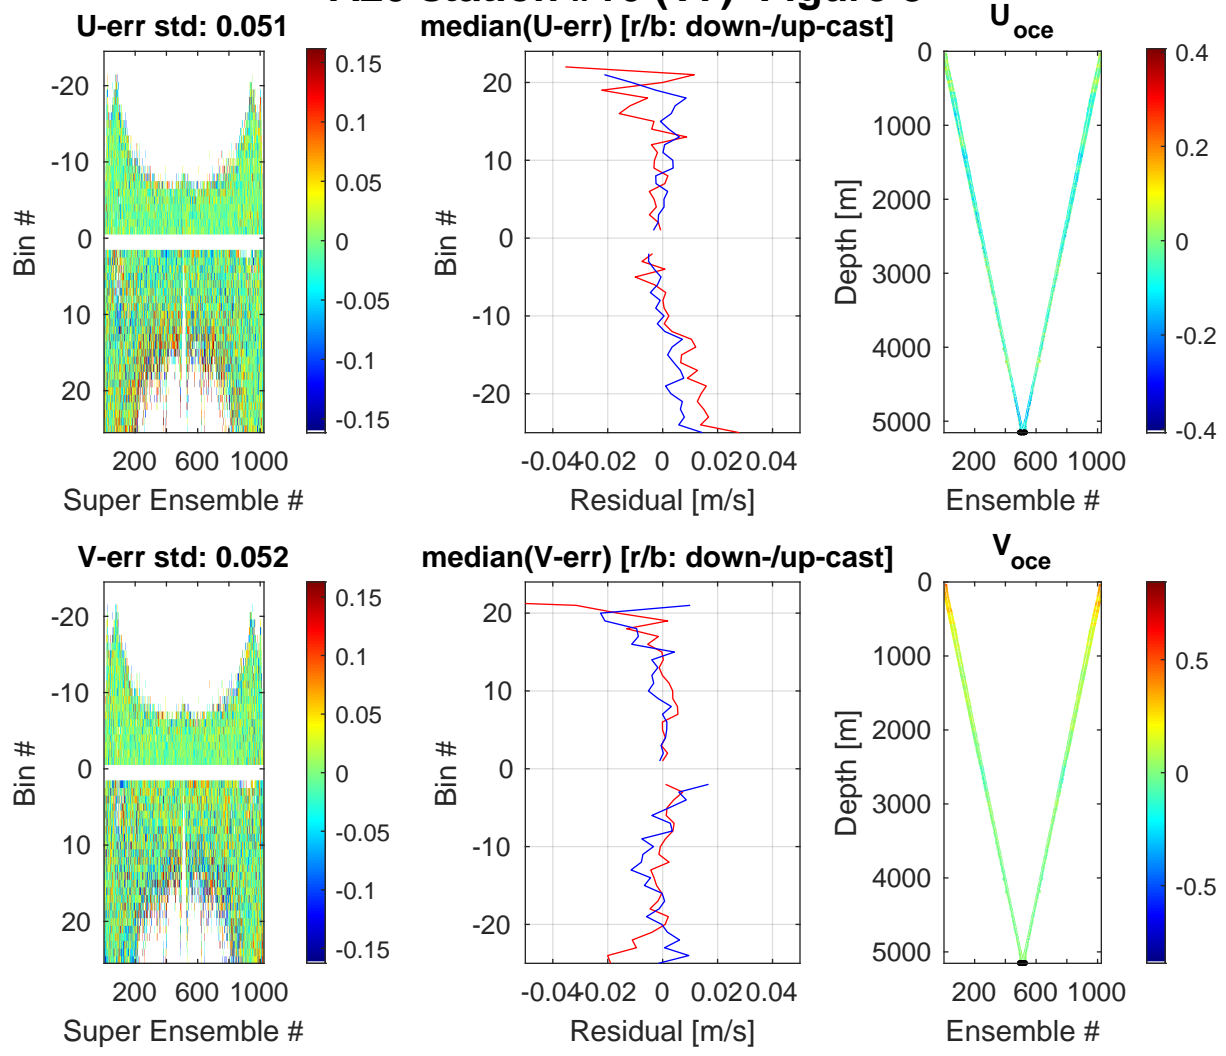 U-err std: 0.051
median(U-err) [r/b: down-/up-cast]
U_oce
Bin #
-20
-10
0
10
20
200 600 1000
Super Ensemble #
0.15
0.1
0.05
0
-0.05
-0.1
-0.15
Bin #
20
10
0
-10
-20
-0.04 -0.02 0 0.02 0.04
Residual [m/s]
Depth [m]
0
1000
2000
3000
4000
5000
200 600 1000
Ensemble #
0.4
0.2
0
-0.2
-0.4
V-err std: 0.052
median(V-err) [r/b: down-/up-cast]
V_oce
Bin #
-20
-10
0
10
20
200 600 1000
Super Ensemble #
0.15
0.1
0.05
0
-0.05
-0.1
-0.15
Bin #
20
10
0
-10
-20
-0.04 -0.02 0 0.02 0.04
Residual [m/s]
Depth [m]
0
1000
2000
3000
4000
5000
200 600 1000
Ensemble #
0.5
0
-0.5